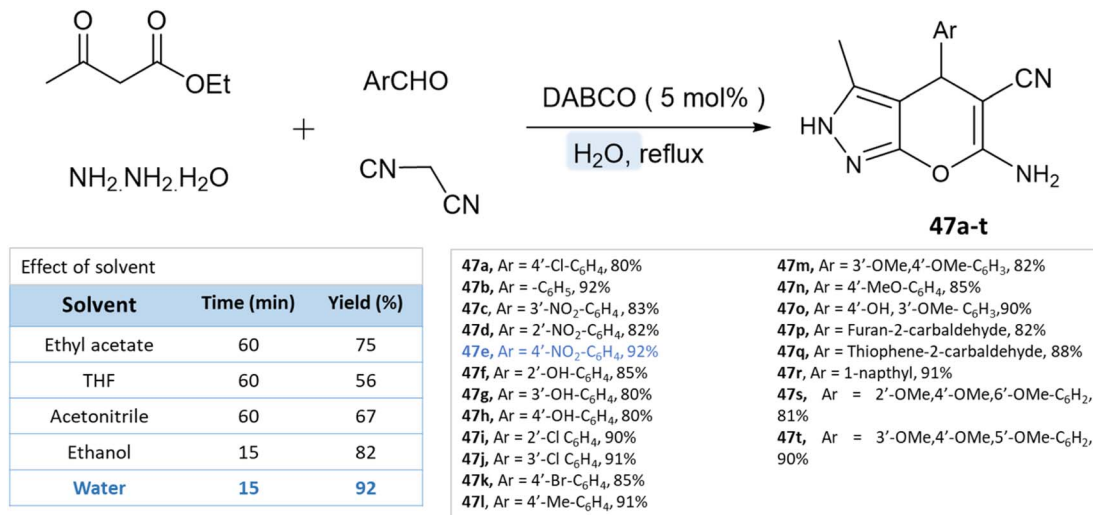 O
O
OEt
NH2.NH2.H2O
+
ArCHO
CN
CN
DABCO ( 5 mol% )
H2O, reflux
Ar
CN
HN
N
O
NH2
47a-t
Effect of solvent
Solvent Time (min) Yield (%)
Ethyl acetate 60 75
THF 60 56
Acetonitrile 60 67
Ethanol 15 82
Water 15 92
47a, Ar = 4′-Cl-C6H4, 80%
47b, Ar = -C6H5, 92%
47c, Ar = 3′-NO2-C6H4, 83%
47d, Ar = 2′-NO2-C6H4, 82%
47e, Ar = 4′-NO2-C6H4, 92%
47f, Ar = 2′-OH-C6H4, 85%
47g, Ar = 3′-OH-C6H4, 80%
47h, Ar = 4′-OH-C6H4, 80%
47i, Ar = 2′-Cl C6H4, 90%
47j, Ar = 3′-Cl C6H4, 91%
47k, Ar = 4′-Br-C6H4, 85%
47l, Ar = 4′-Me-C6H4, 91%
47m, Ar = 3′-OMe,4′-OMe-C6H3, 82%
47n, Ar = 4′-MeO-C6H4, 85%
47o, Ar = 4′-OH, 3′-OMe- C6H3,90%
47p, Ar = Furan-2-carbaldehyde, 82%
47q, Ar = Thiophene-2-carbaldehyde, 88%
47r, Ar = 1-napthyl, 91%
47s, Ar = 2′-OMe,4′-OMe,6′-OMe-C6H2,
81%
47t, Ar = 3′-OMe,4′-OMe,5′-OMe-C6H2,
90%